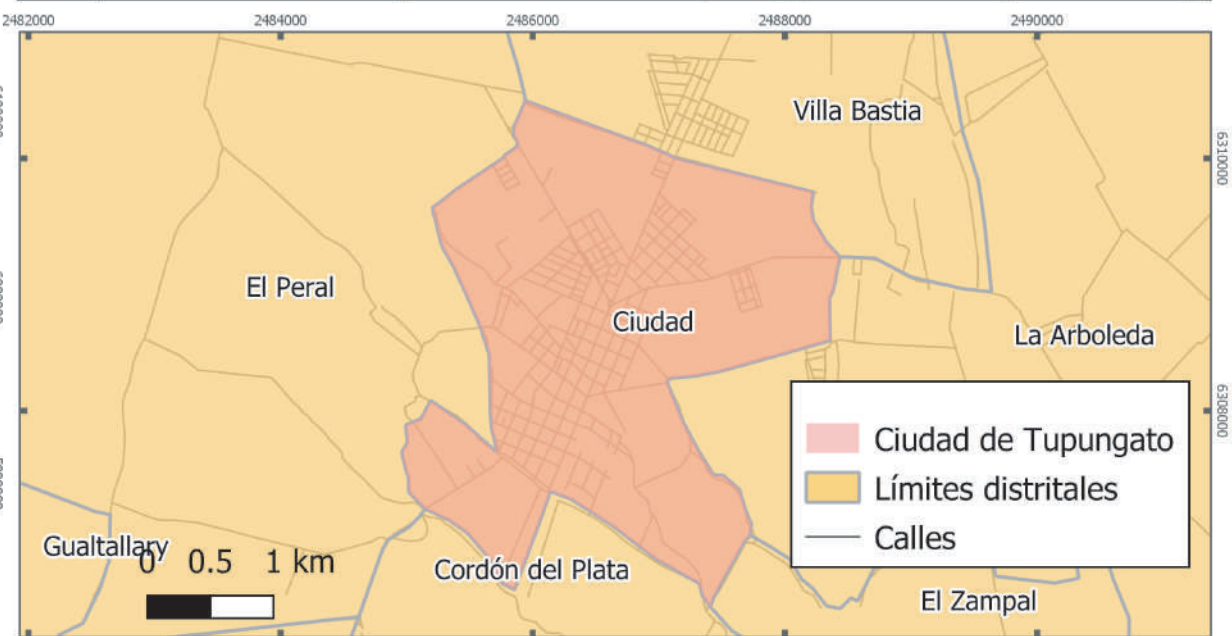 2482000 2484000 2486000 2488000 2490000
Villa Bastia
6310000
El Peral
Ciudad
La Arboleda
6308000
Ciudad de Tupungato
Límites distritales
Calles
Gualtallary
0 0.5 1 km
Cordón del Plata
El Zampal